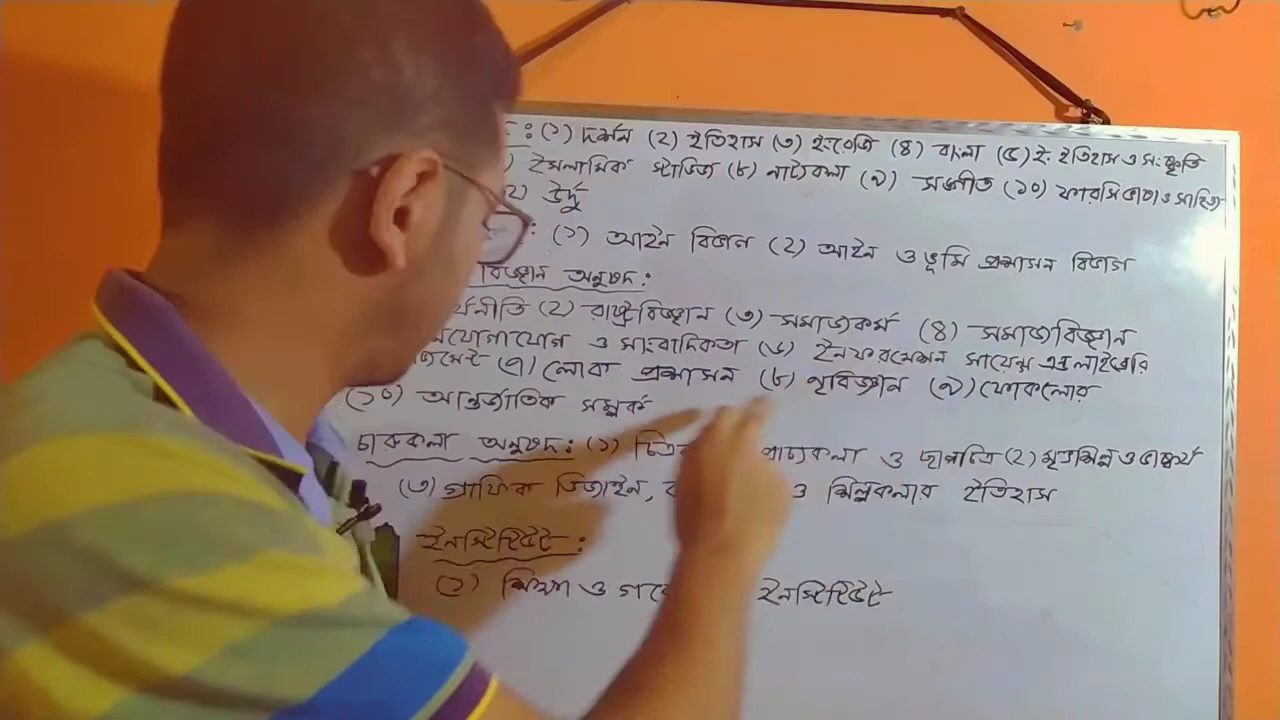 : (১) দর্শন (২) ইতিহাস (৩) ইংরেজি (৪) বাংলা (৫) ই. ইতিহাস ও সংস্কৃতি
) ইসলামিক স্টাডিজ (৮) নাট্যকলা (৯) সঙ্গীত (১০) ফারসি ভাষা ও সাহিত্য
উর্দু
: (১) আইন বিভাগ (২) আইন ও ভূমি প্রশাসন বিভাগ
বিজ্ঞান অনুষদ:
র্থনীতি (২) রাষ্ট্রবিজ্ঞান (৩) সমাজকর্ম (৪) সমাজবিজ্ঞান
যোগাযোগ ও সাংবাদিকতা (৬) ইনফরমেশন সায়েন্স এন্ড লাইব্রেরি
জমেন্ট (৭) লোক প্রশাসন (৮) নৃবিজ্ঞান (৯) ফোকলোর
(১০) আন্তর্জাতিক সম্পর্ক
চারুকলা অনুষদ: (১) চিত্র প্রাচ্যকলা ও ছাপচিত্র (২) মৃৎশিল্প ও ভাস্কর্য
(৩) গ্রাফিক ডিজাইন, ও শিল্পকলার ইতিহাস
ইনস্টিটিউট:
(১) শিক্ষা ও গবে ইনস্টিটিউট